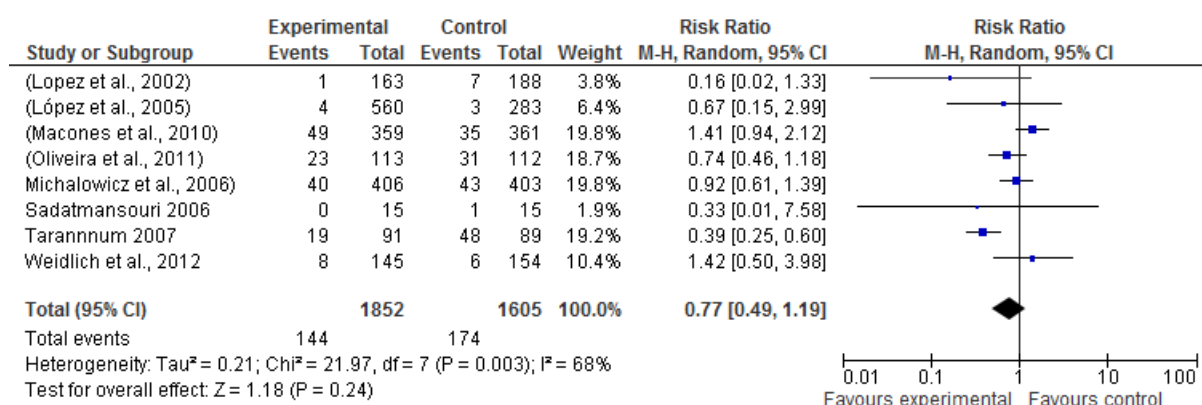 Experimental Control Risk Ratio Risk Ratio
Study or Subgroup Events Total Events Total Weight M-H, Random, 95% CI M-H, Random, 95% CI
(Lopez et al., 2002) 1 163 7 188 3.8% 0.16 [0.02, 1.33]
(López et al., 2005) 4 560 3 283 6.4% 0.67 [0.15, 2.99]
(Macones et al., 2010) 49 359 35 361 19.8% 1.41 [0.94, 2.12]
(Oliveira et al., 2011) 23 113 31 112 18.7% 0.74 [0.46, 1.18]
Michalowicz et al., 2006) 40 406 43 403 19.8% 0.92 [0.61, 1.39]
Sadatmansouri 2006 0 15 1 15 1.9% 0.33 [0.01, 7.58]
Tarannnum 2007 19 91 48 89 19.2% 0.39 [0.25, 0.60]
Weidlich et al., 2012 8 145 6 154 10.4% 1.42 [0.50, 3.98]
Total (95% CI) 1852 1605 100.0% 0.77 [0.49, 1.19]
Total events 144 174
Heterogeneity: Tau² = 0.21; Chi² = 21.97, df = 7 (P = 0.003); I² = 68%
Test for overall effect: Z = 1.18 (P = 0.24)
0.01 0.1 1 10 100
Favours experimental Favours control